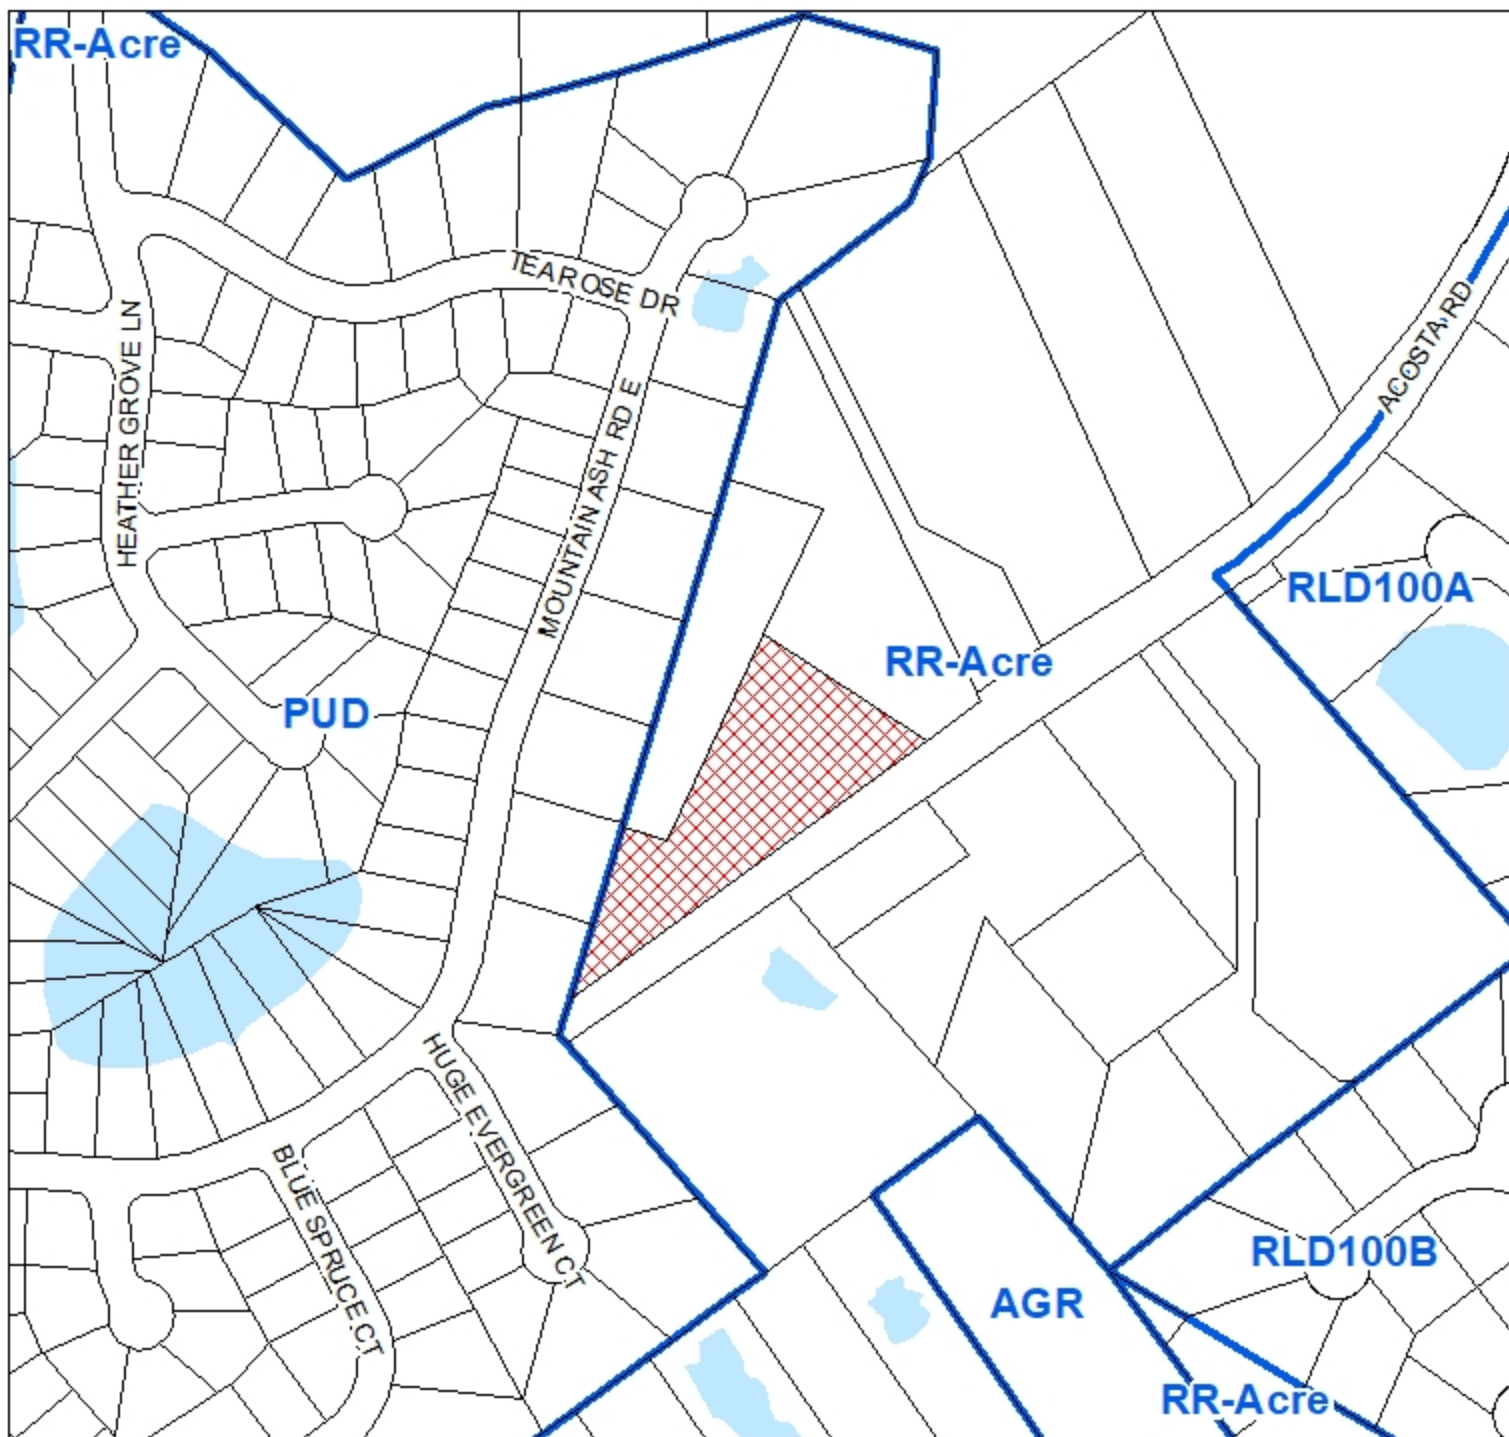 RR-Acre
TEAROSE DR
ACOSTA RD
HEATHER GROVE LN
MOUNTAIN ASH RD E
RLD100A
RR-Acre
PUD
HUGE EVERGREEN CT
BLUE SPRUCE CT
RLD100B
AGR
RR-Acre